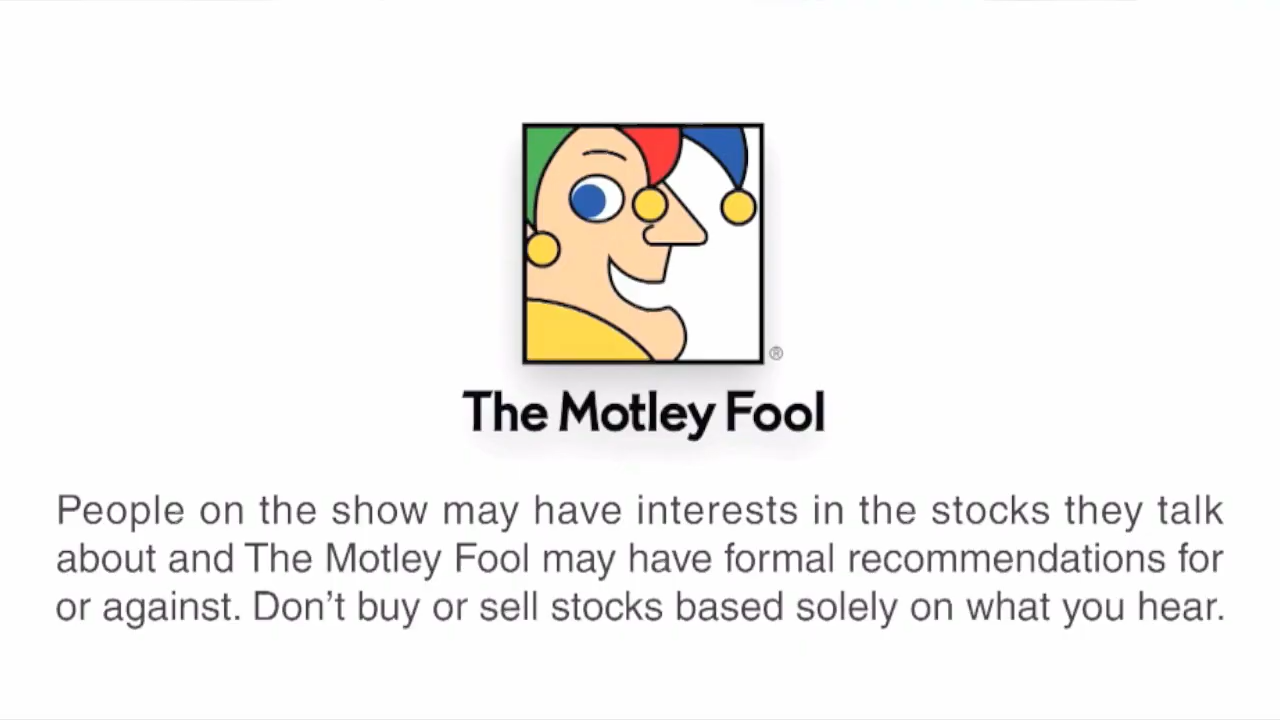 ®
The Motley Fool
People on the show may have interests in the stocks they talk
about and The Motley Fool may have formal recommendations for
or against. Don’t buy or sell stocks based solely on what you hear.